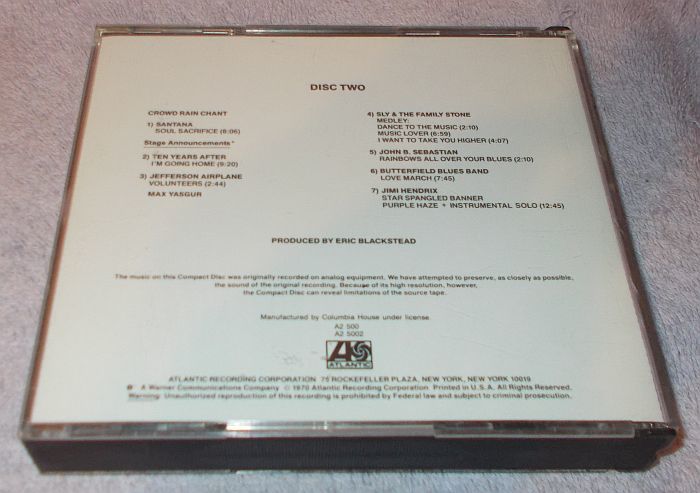 DISC TWO
CROWD RAIN CHANT
1) SANTANA
SOUL SACRIFICE (8:05)
Stage Announcements*
2) TEN YEARS AFTER
I'M GOING HOME (9:20)
3) JEFFERSON AIRPLANE
VOLUNTEERS (2:44)
MAX YASGUR
4) SLY & THE FAMILY STONE
MEDLEY:
DANCE TO THE MUSIC (2:10)
MUSIC LOVER (6:59)
I WANT TO TAKE YOU HIGHER (4:07)
5) JOHN B. SEBASTIAN
RAINBOWS ALL OVER YOUR BLUES (2:10)
6) BUTTERFIELD BLUES BAND
LOVE MARCH (7:45)
7) JIMI HENDRIX
STAR SPANGLED BANNER
PURPLE HAZE + INSTRUMENTAL SOLO (12:45)
PRODUCED BY ERIC BLACKSTEAD
The music on this Compact Disc was originally recorded on analog equipment. We have attempted to preserve, as closely as possible,
the sound of the original recording. Because of its high resolution, however,
the Compact Disc can reveal limitations of the source tape.
Manufactured by Columbia House under license.
A2 500
A2 5002
ATLANTIC
ATLANTIC RECORDING CORPORATION 75 ROCKEFELLER PLAZA, NEW YORK, NEW YORK 10019
A Warner Communications Company © 1970 Atlantic Recording Corporation. Printed in U.S.A. All Rights Reserved.
Warning: Unauthorized reproduction of this recording is prohibited by Federal law and subject to criminal prosecution.